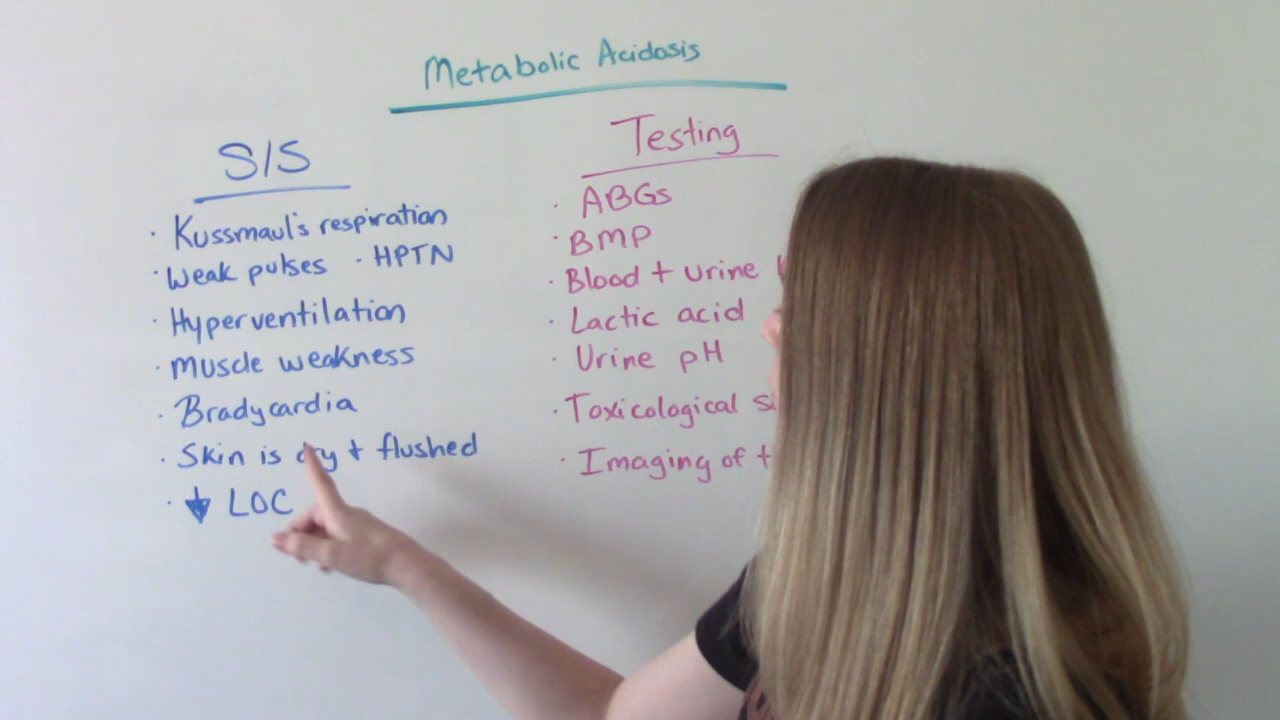 Metabolic Acidosis
S/S
· Kussmaul's respiration
· Weak pulses · HPTN
· Hyperventilation
· Muscle weakness
· Bradycardia
· Skin is dry + flushed
· ↓ LOC
Testing
· ABGs
· BMP
· Blood + urine
· Lactic acid
· Urine pH
· Toxicological
· Imaging of